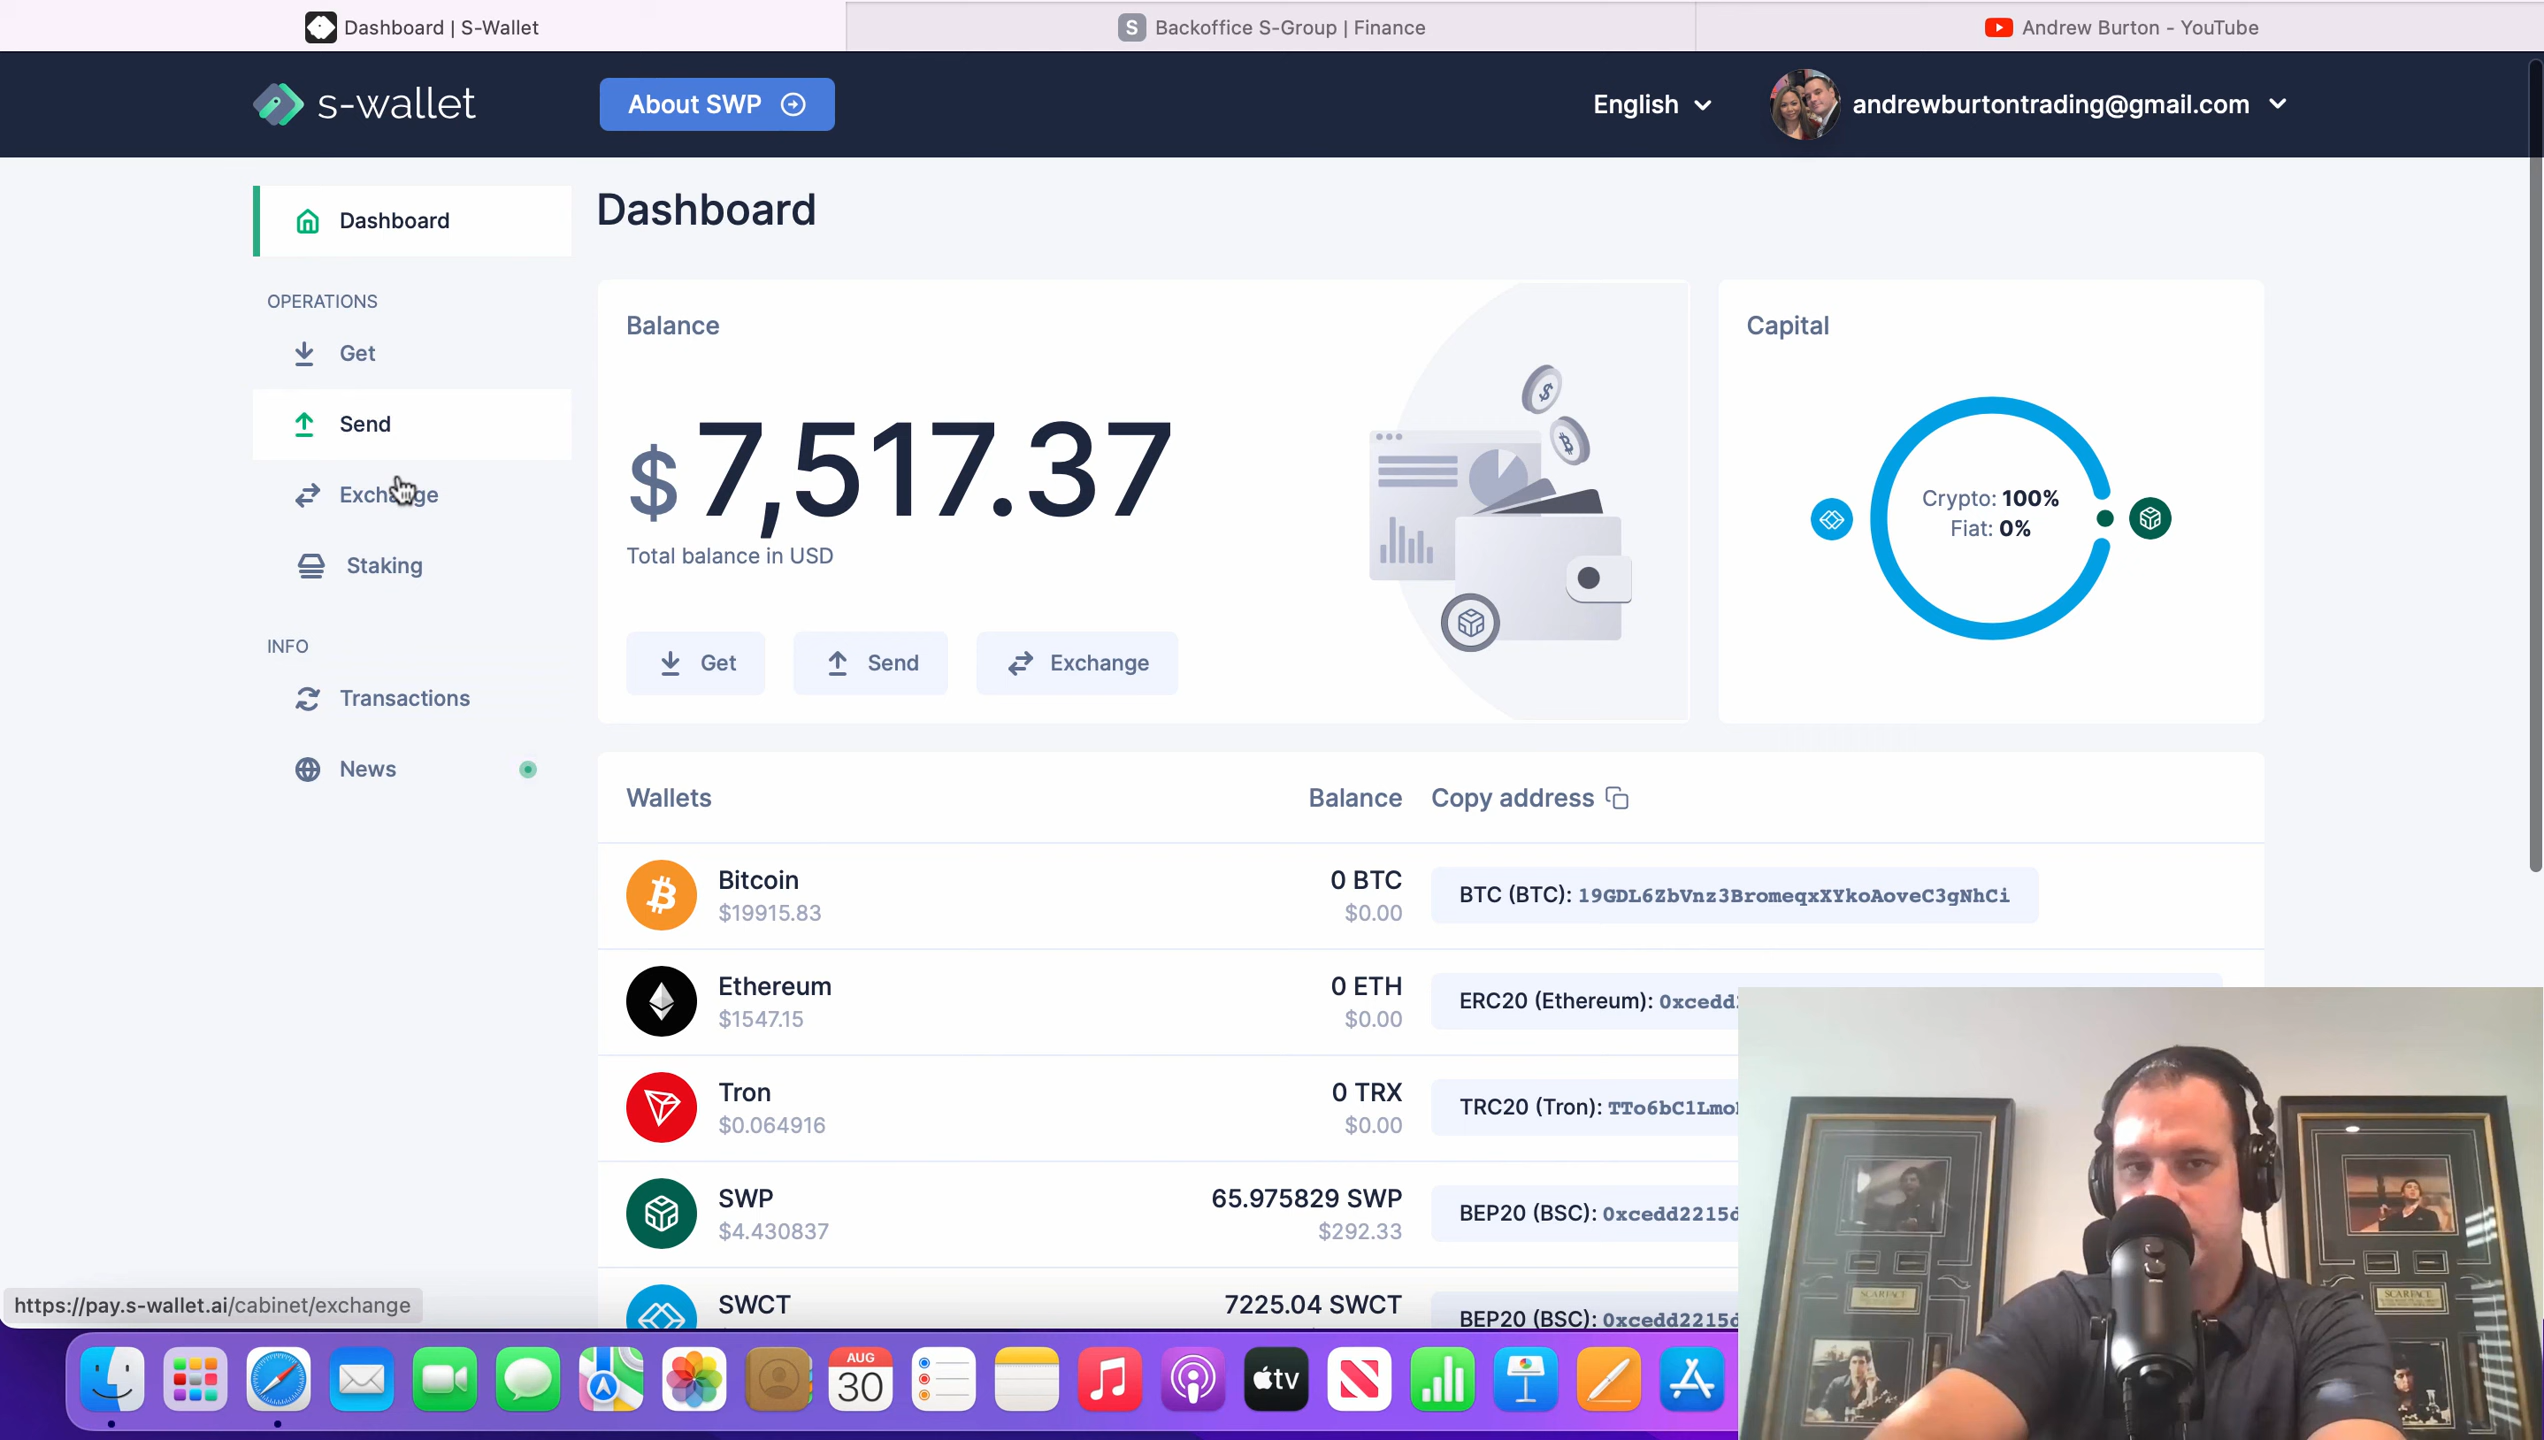 Dashboard | S-Wallet
S Backoffice S-Group | Finance
Andrew Burton - YouTube
s-wallet
About SWP
English
andrewburtontrading@gmail.com
Dashboard
OPERATIONS
Get
Send
Exchange
Staking
INFO
Transactions
News
Dashboard
Balance
$7,517.37
Total balance in USD
Get
Send
Exchange
Capital
Crypto: 100%
Fiat: 0%
Wallets Balance Copy address
Bitcoin 0 BTC BTC (BTC): 19GDL6ZbVnz3BromeqxXYkoAoveC3gNhCi
$19915.83 $0.00
Ethereum 0 ETH ERC20 (Ethereum): 0xcedd
$1547.15 $0.00
Tron 0 TRX TRC20 (Tron): TTo6bC1Lmo
$0.064916 $0.00
SWP 65.975829 SWP BEP20 (BSC): 0xcedd2215d
$4.430837 $292.33
SWCT 7225.04 SWCT BEP20 (BSC): 0xcedd2215d
https://pay.s-wallet.ai/cabinet/exchange
AUG
30
tv
SCARFACE
SCARFACE